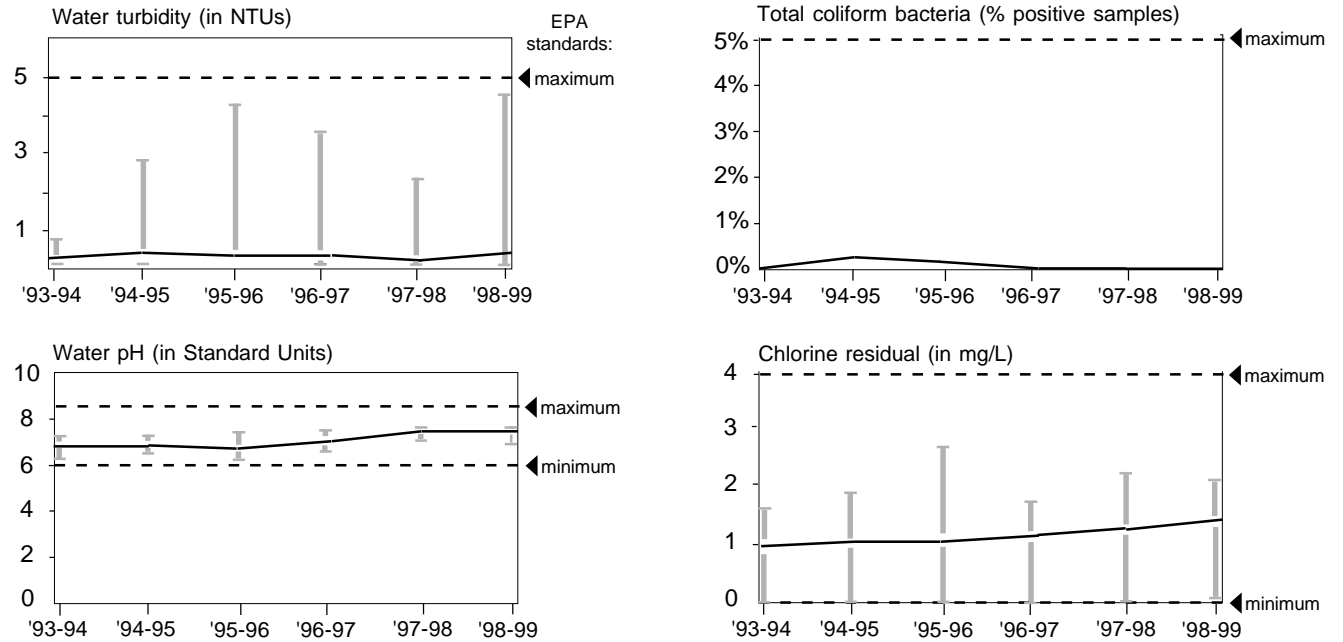 Water turbidity (in NTUs)
EPA
standards:
5
maximum
3
1
'93-94 '94-95 '95-96 '96-97 '97-98 '98-99
Total coliform bacteria (% positive samples)
5%
maximum
4%
3%
2%
1%
0%
'93-94 '94-95 '95-96 '96-97 '97-98 '98-99
Water pH (in Standard Units)
10
maximum
8
6
minimum
4
2
0
'93-94 '94-95 '95-96 '96-97 '97-98 '98-99
Chlorine residual (in mg/L)
4
maximum
3
2
1
0
minimum
'93-94 '94-95 '95-96 '96-97 '97-98 '98-99